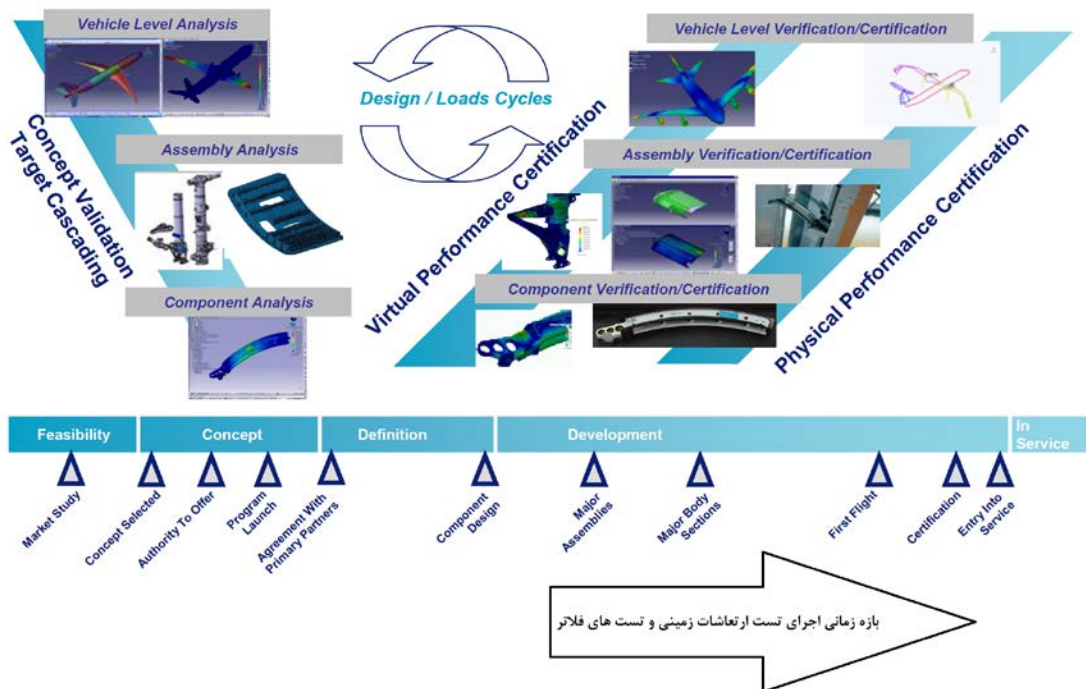 Vehicle Level Analysis
Vehicle Level Verification/Certification
Design / Loads Cycles
Concept Validation
Target Cascading
Assembly Analysis
Virtual Performance Certification
Assembly Verification/Certification
Physical Performance Certification
Component Analysis
Component Verification/Certification
Feasibility
Concept
Definition
Development
In
Service
Market Study
Concept Selected
Authority To Offer
Program
Launch
Agreement With
Primary Partners
Component
Design
Major
Assemblies
Major Body
Sections
First Flight
Certification
Entry Into
Service
بازه زمانی اجرای تست ارتعاشات زمینی و تست های فلاتر